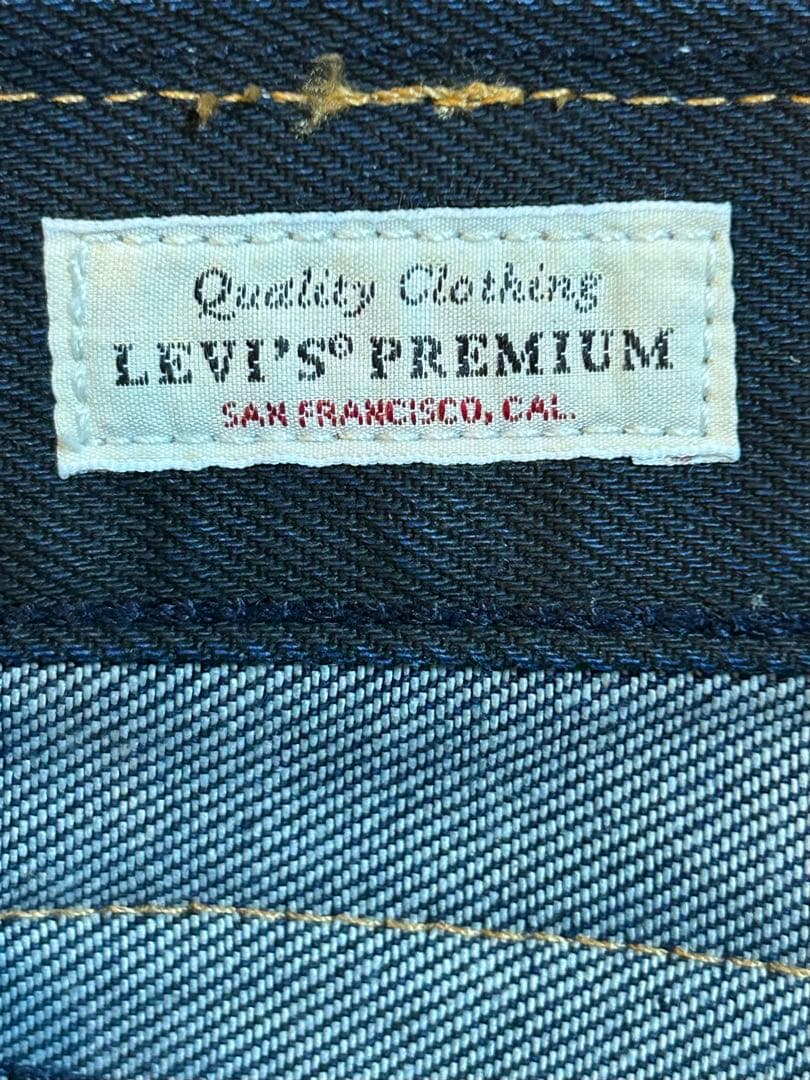 Quality Clothing
LEVI'S® PREMIUM
SAN FRANCISCO, CAL.